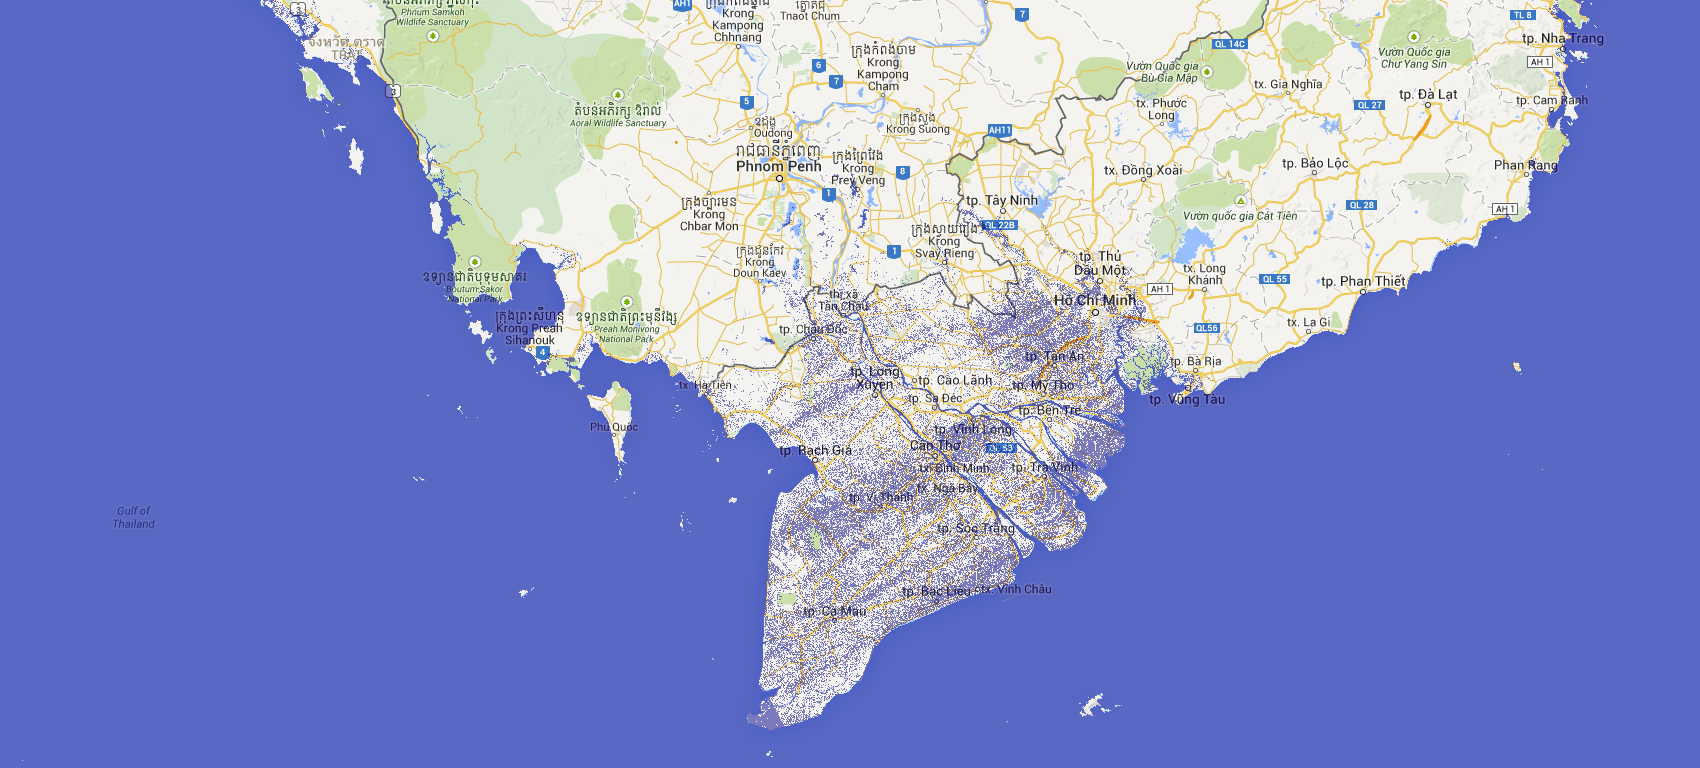 Phnum Samkoh
Wildlife Sanctuary
AH1
Krong
Kampong
Chhnang
Tnaot Chum
7
TL 8
3
tp. Nha Trang
QL 14C
ក្រុងកំពង់ចាម
Krong
Kampong
Cham
6
7
Vườn Quốc gia
Chư Yang Sin
AH 1
Vườn Quốc gia
Bù Gia Mập
tx. Gia Nghĩa
3
5
តំបន់អភិរក្ស ឱរ៉ាល់
Aoral Wildlife Sanctuary
tx. Phước
Long
QL 27
tp. Đà Lạt
tp. Cam Ranh
ឧដុង្គ
Oudong
ក្រុងសួង
Krong Suong
AH11
រាជធានីភ្នំពេញ
Phnom Penh
ក្រុងព្រៃវែង
Krong
Prey Veng
8
tx. Đồng Xoài
tp. Bảo Lộc
Phan Rang
1
ក្រុងច្បារមន
Krong
Chbar Mon
tp. Tây Ninh
QL 22B
Vườn quốc gia Cát Tiên
QL 28
AH 1
ក្រុងស្វាយរៀង
Krong
Svay Rieng
1
ក្រុងដូនកែវ
Krong
Doun Kaev
ឧទ្យានជាតិបុទុមសាគរ
Boutum Sakor
National Park
tp. Thủ
Dầu Một
tx. Long
Khánh
QL 55
tp. Phan Thiết
AH 1
thị xã
Tân Châu
Hồ Chí Minh
ក្រុងព្រះសីហនុ
Krong Preah
Sihanouk
4
ឧទ្យានជាតិព្រះមុនីវង្ស
Preah Monivong
National Park
tp. Châu Đốc
QL56
tx. La Gi
tp. Tân An
tp. Bà Rịa
tx. Hà Tiên
tp. Long
Xuyên
tp. Cao Lãnh
tp. Mỹ Tho
tp. Sa Đéc
tp. Vũng Tàu
tp. Bến Tre
Phú Quốc
tp. Vĩnh Long
tp. Rạch Giá
Cần Thơ
QL 53
tx. Bình Minh
tp. Trà Vinh
tx. Ngã Bảy
tp. Vị Thanh
Gulf of
Thailand
tp. Sóc Trăng
tp. Bạc Liêu
tx. Vĩnh Châu
tp. Cà Mau